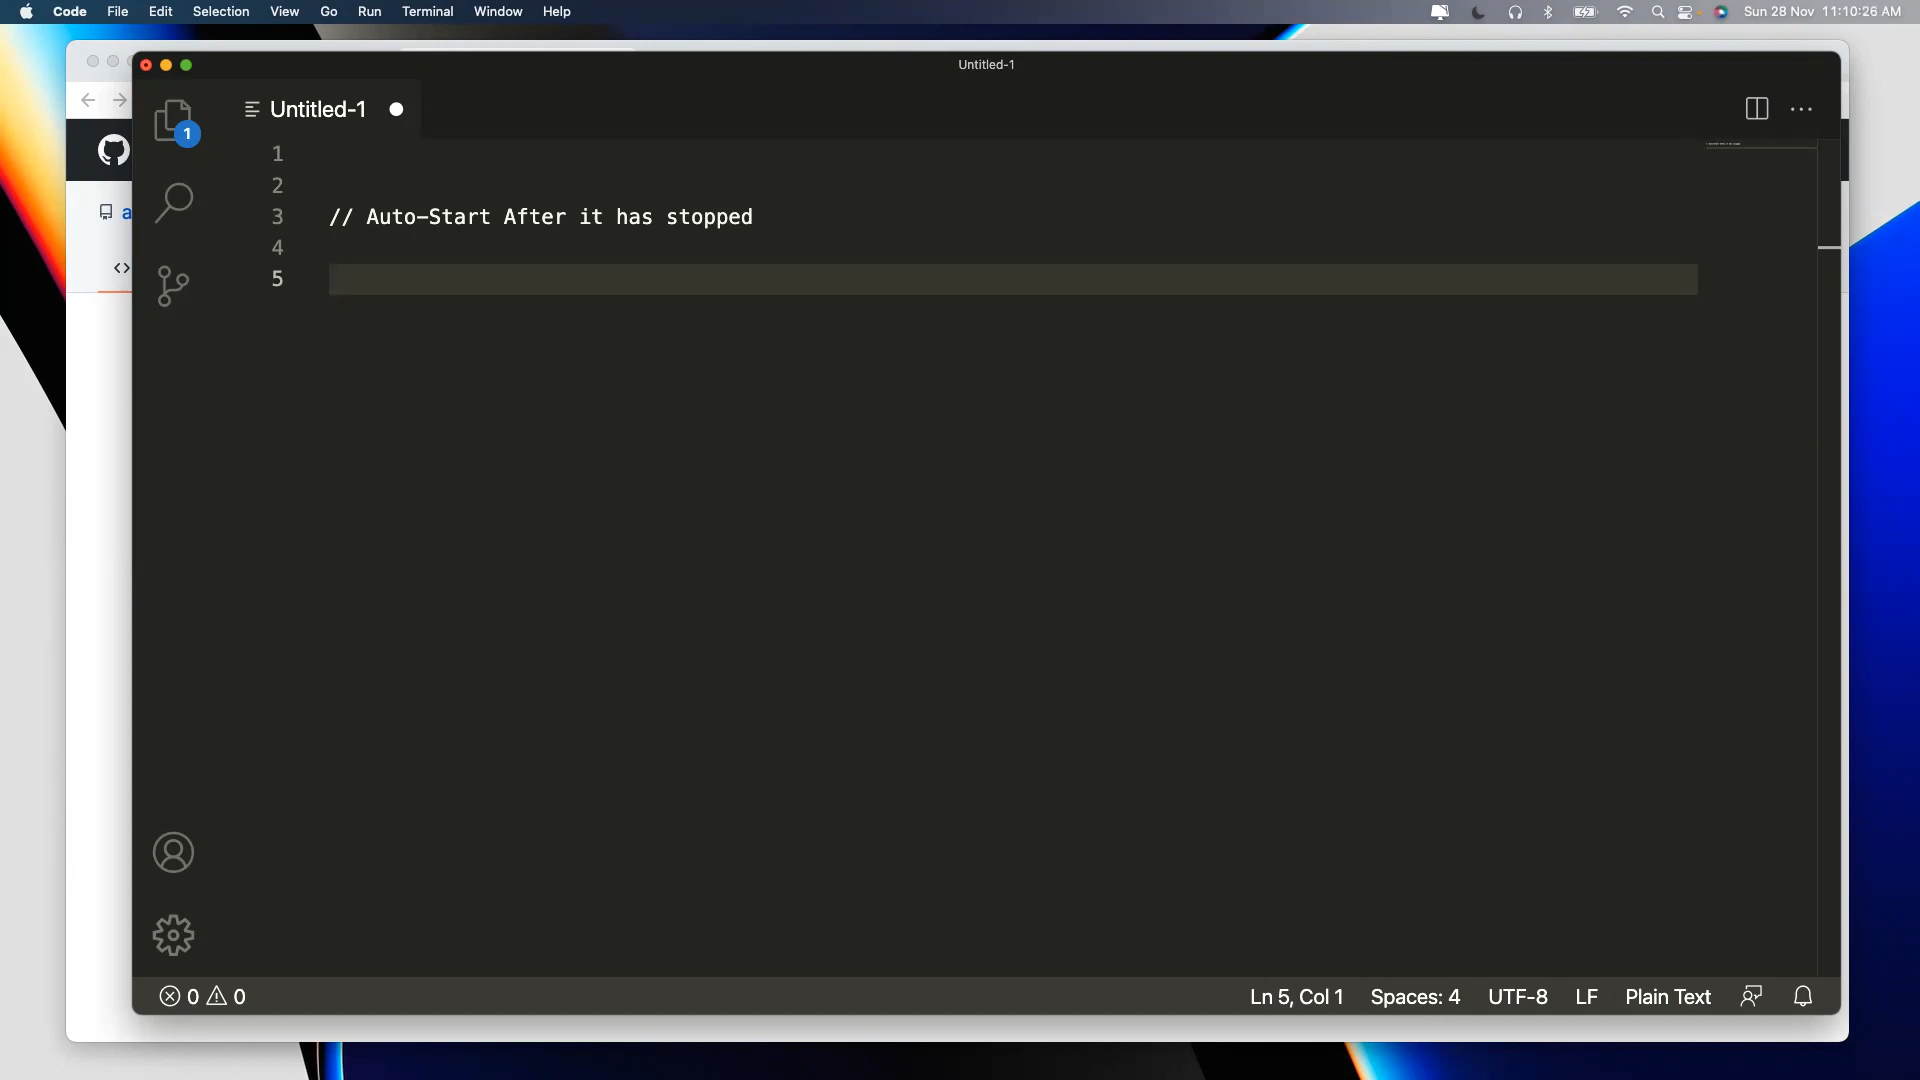 Code File Edit Selection View Go Run Terminal Window Help
Sun 28 Nov 11:10:26 AM
Untitled-1
Untitled-1
1
1
2
3 // Auto-Start After it has stopped
4
5
a
<>
0 0
Ln 5, Col 1 Spaces: 4 UTF-8 LF Plain Text